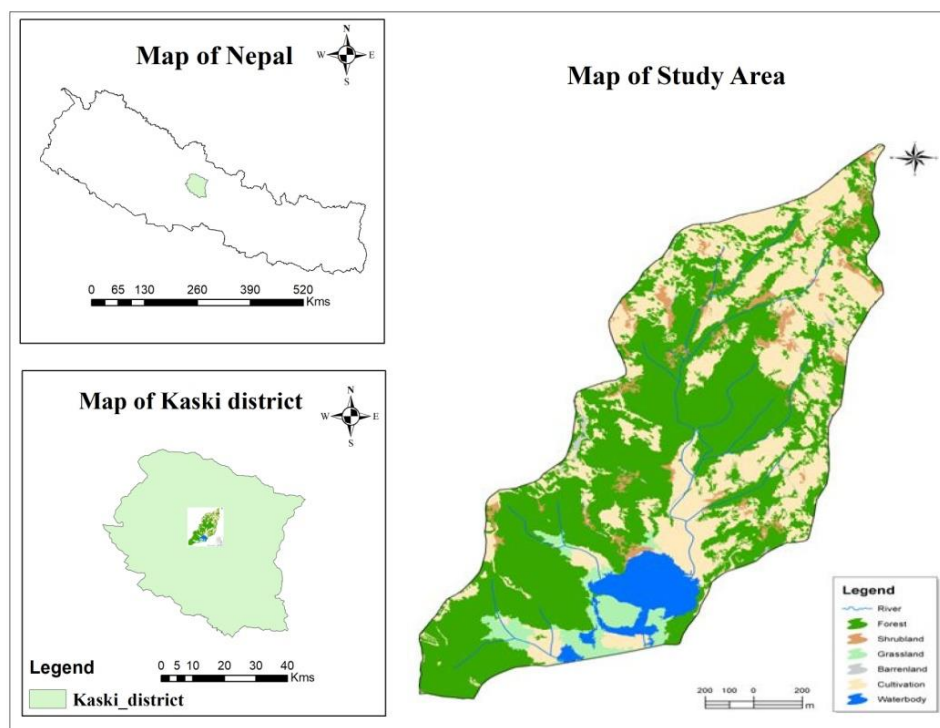 Map of Nepal
N
W E
S
0 65 130 260 390 520
Kms
Map of Kaski district
N
W E
S
Legend
Kaski_district
0 5 10 20 30 40
Kms
Map of Study Area
Legend
River
Forest
Shrubland
Grassland
Barrenland
Cultivation
Waterbody
200 100 0 200
m